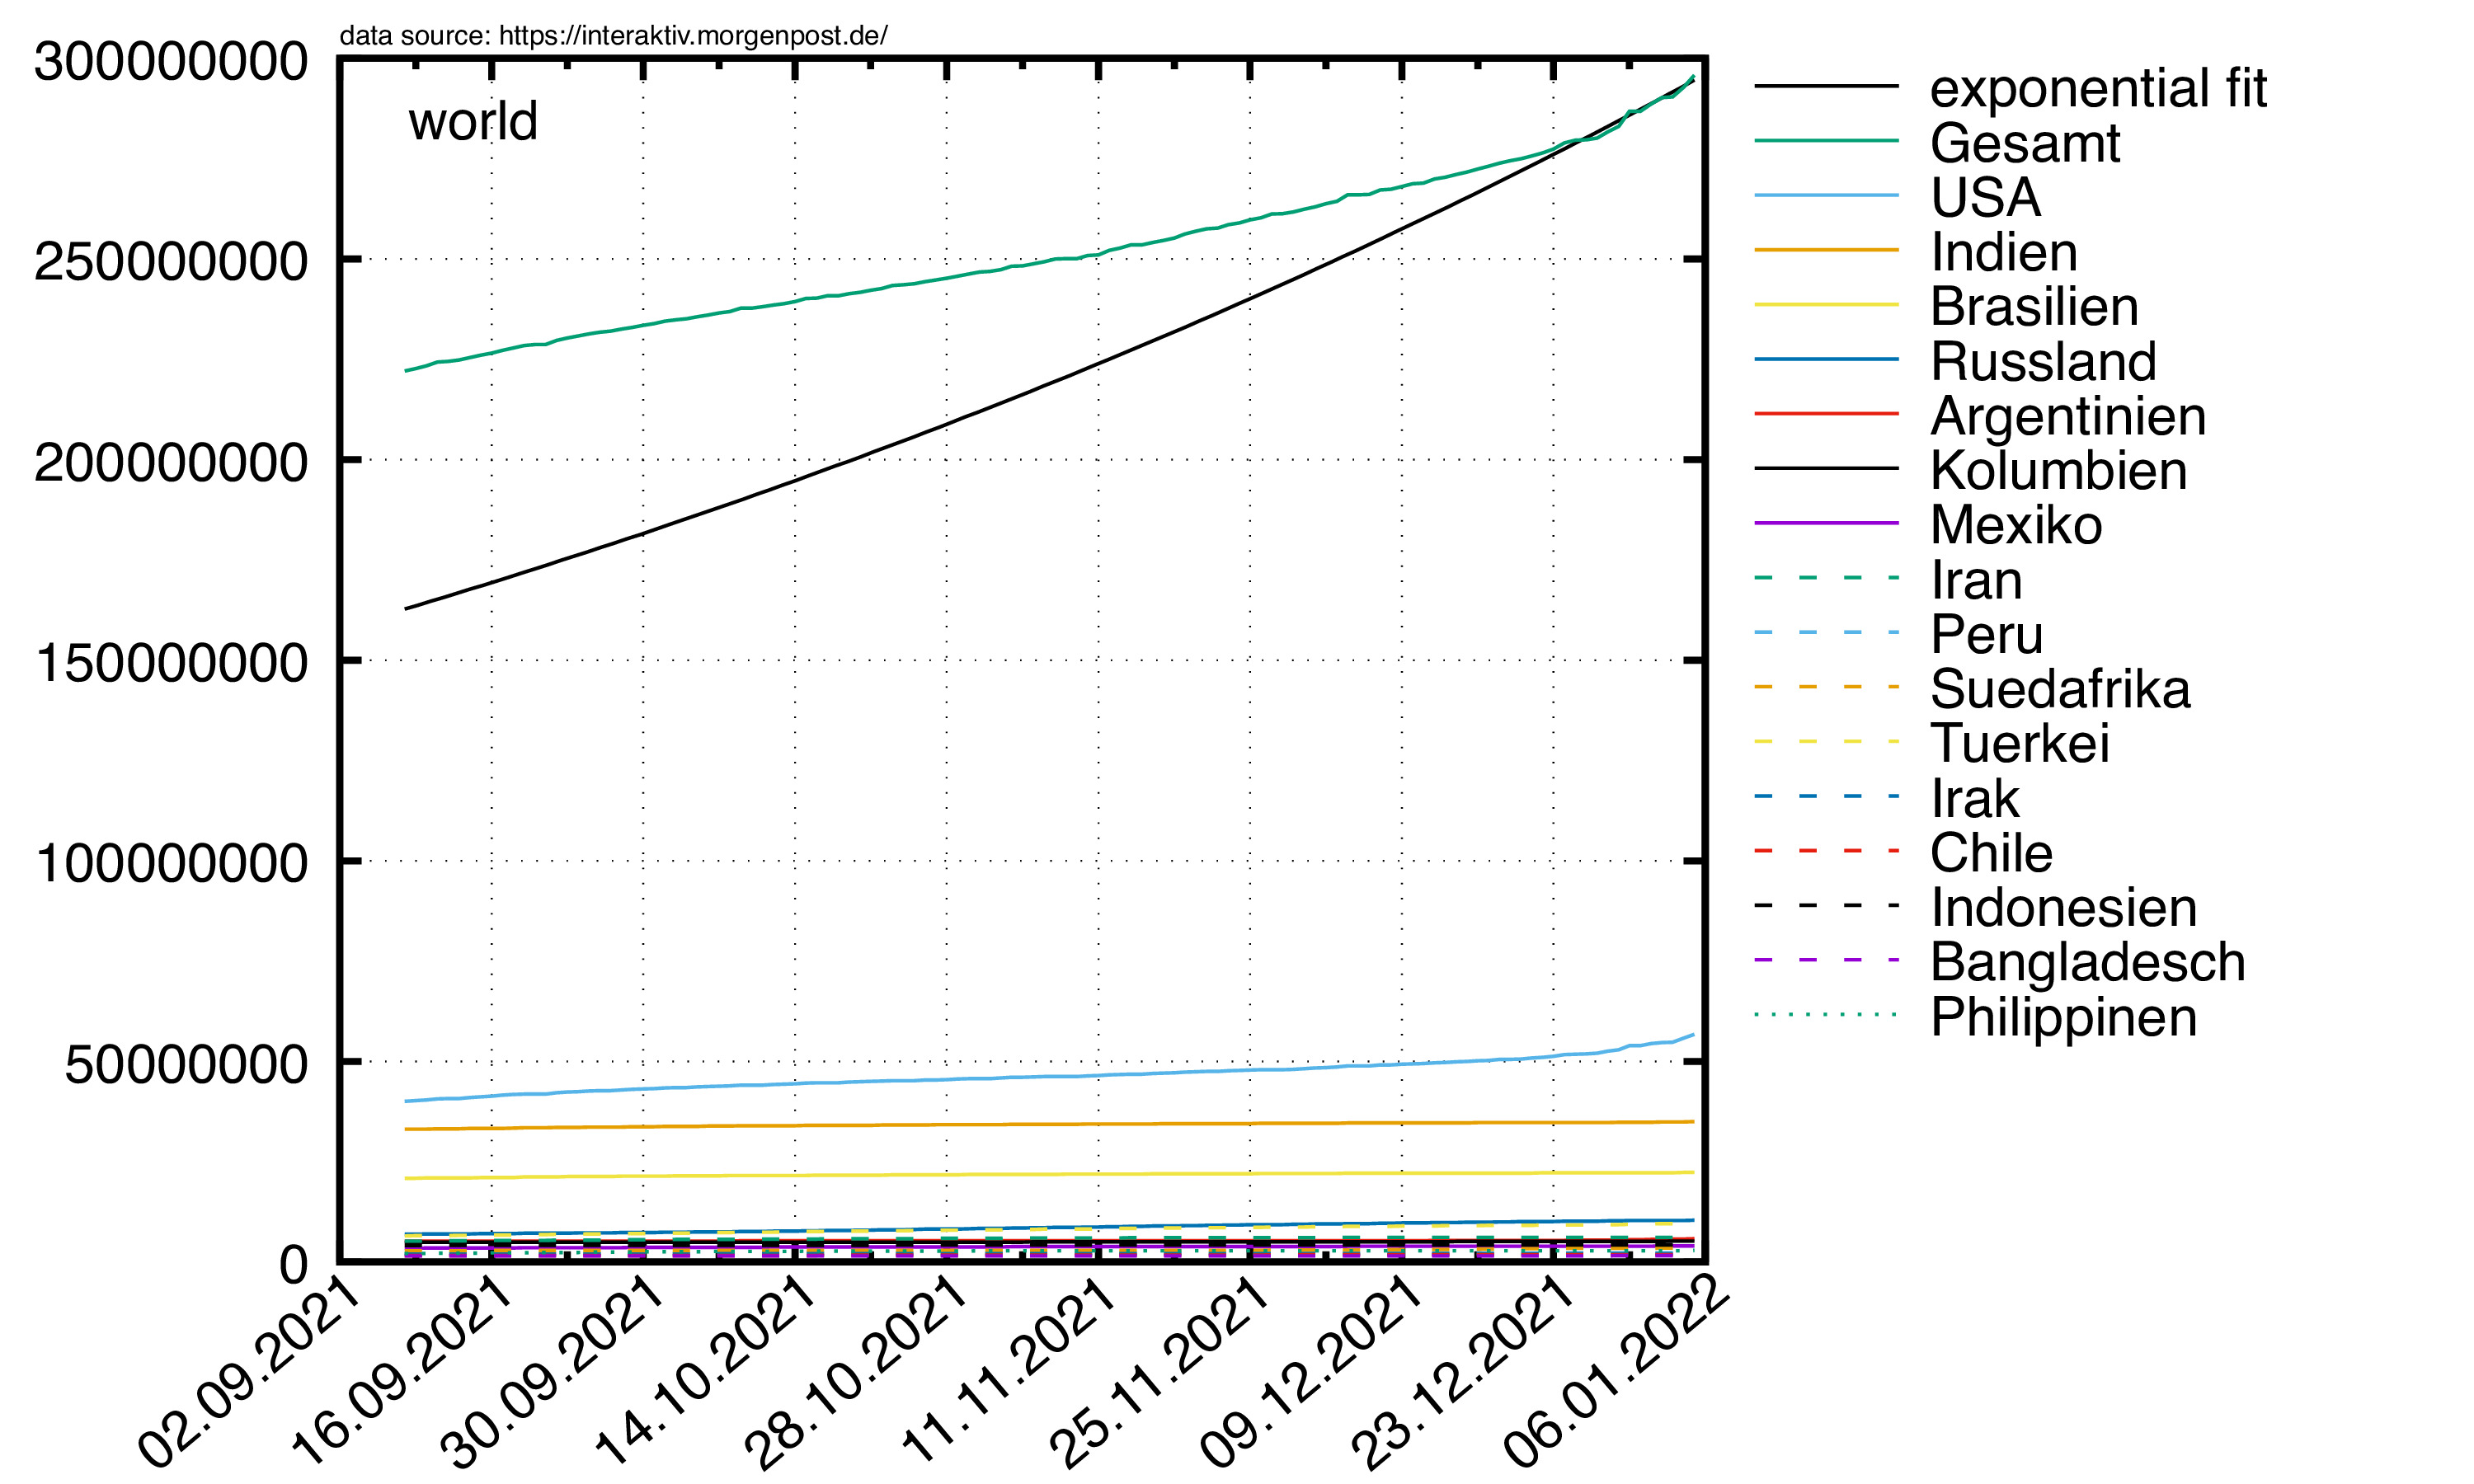 data source: https://interaktiv.morgenpost.de/
world
300000000
250000000
200000000
150000000
100000000
50000000
0
02.09.2021
16.09.2021
30.09.2021
14.10.2021
28.10.2021
11.11.2021
25.11.2021
09.12.2021
23.12.2021
06.01.2022
exponential fit
Gesamt
USA
Indien
Brasilien
Russland
Argentinien
Kolumbien
Mexiko
Iran
Peru
Suedafrika
Tuerkei
Irak
Chile
Indonesien
Bangladesch
Philippinen